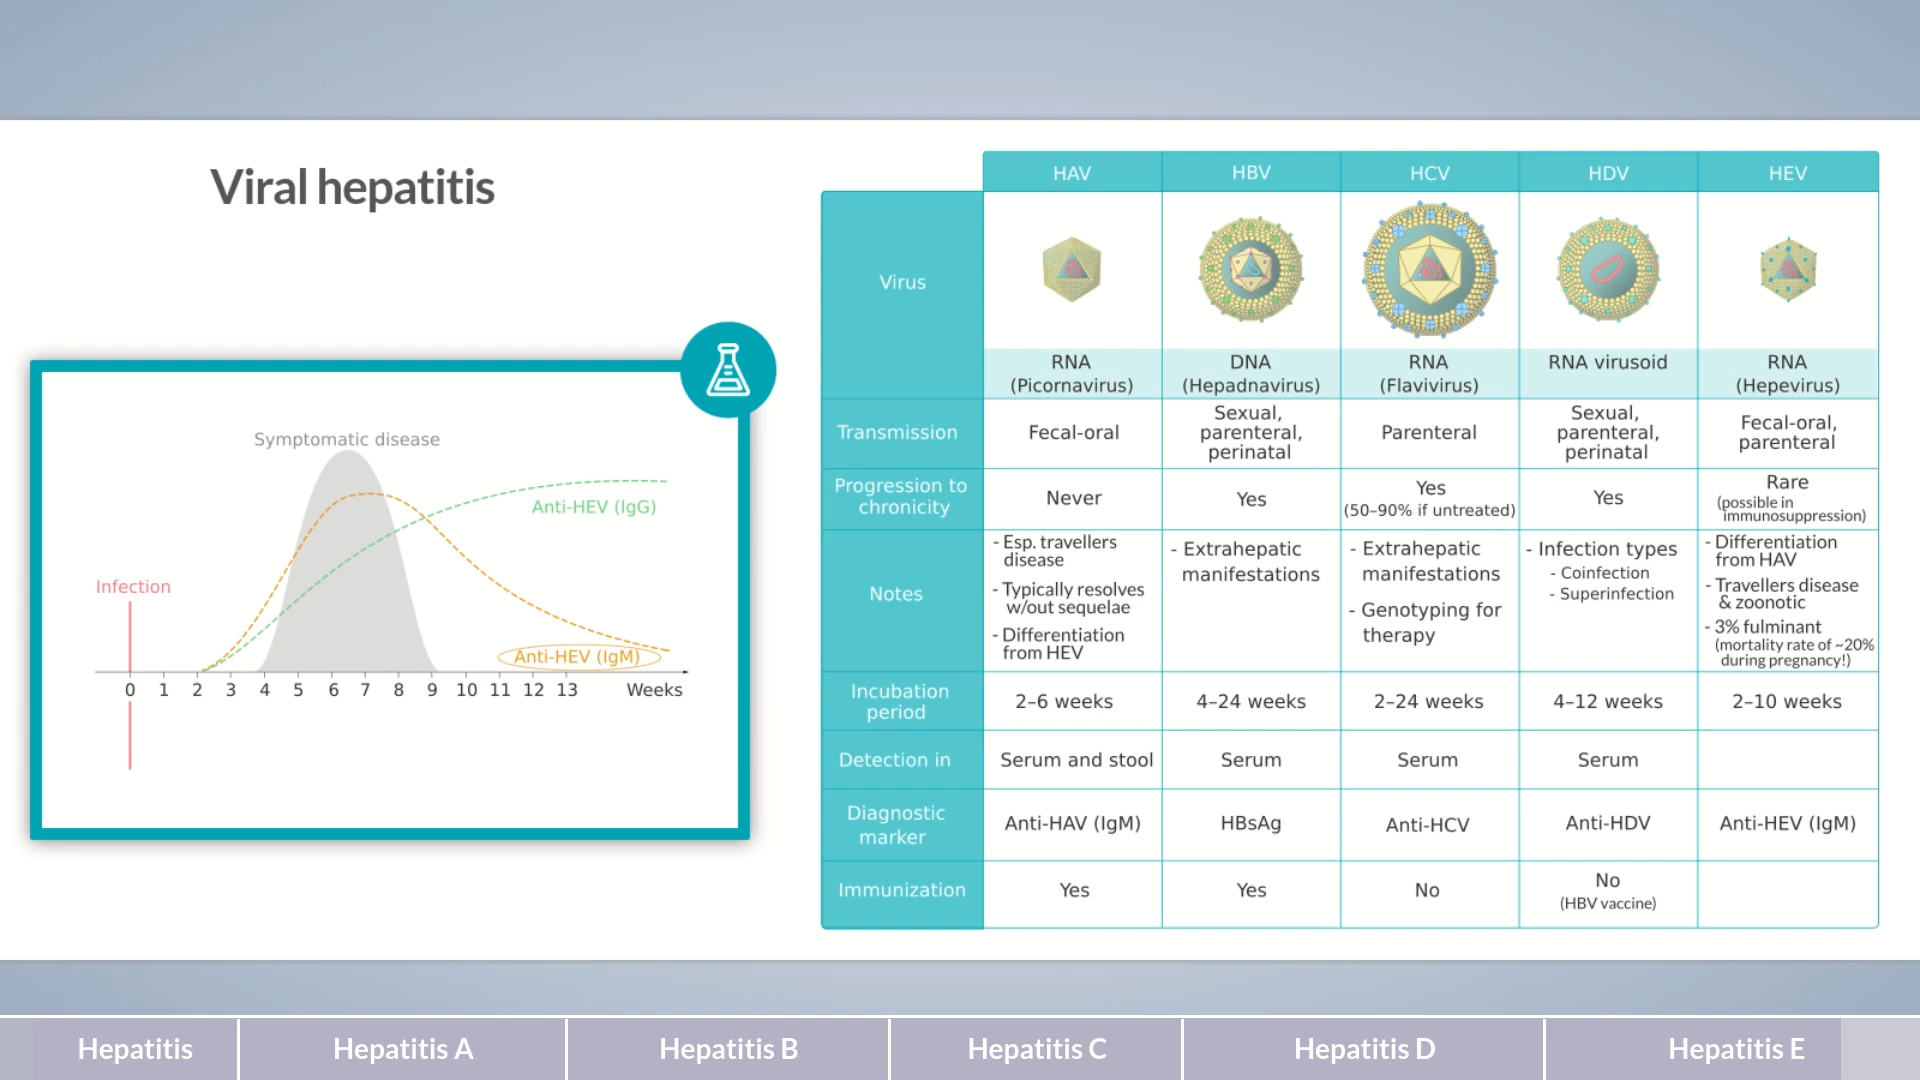 Viral hepatitis
Symptomatic disease
Anti-HEV (IgG)
Infection
Anti-HEV (IgM)
0 1 2 3 4 5 6 7 8 9 10 11 12 13 Weeks
HAV HBV HCV HDV HEV
Virus
RNA
(Picornavirus)
DNA
(Hepadnavirus)
RNA
(Flavivirus)
RNA virusoid
RNA
(Hepevirus)
Transmission
Fecal-oral
Sexual,
parenteral,
perinatal
Parenteral
Sexual,
parenteral,
perinatal
Fecal-oral,
parenteral
Progression to
chronicity
Never
Yes
Yes
(50–90% if untreated)
Yes
Rare
(possible in
immunosuppression)
Notes
- Esp. travellers
disease
- Typically resolves
w/out sequelae
- Differentiation
from HEV
- Extrahepatic
manifestations
- Extrahepatic
manifestations
- Genotyping for
therapy
- Infection types
- Coinfection
- Superinfection
- Differentiation
from HAV
- Travellers disease
& zoonotic
- 3% fulminant
(mortality rate of ~20%
during pregnancy!)
Incubation
period
2–6 weeks
4–24 weeks
2–24 weeks
4–12 weeks
2–10 weeks
Detection in
Serum and stool
Serum
Serum
Serum
Diagnostic
marker
Anti-HAV (IgM)
HBsAg
Anti-HCV
Anti-HDV
Anti-HEV (IgM)
Immunization
Yes
Yes
No
No
(HBV vaccine)
Hepatitis
Hepatitis A
Hepatitis B
Hepatitis C
Hepatitis D
Hepatitis E